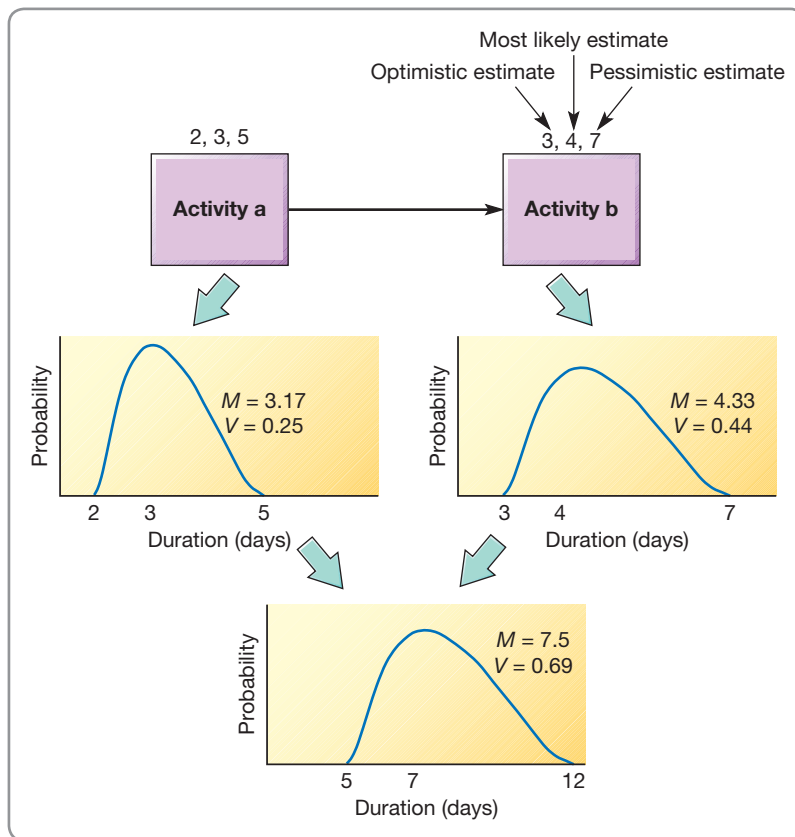 Most likely estimate
Optimistic estimate
Pessimistic estimate
2, 3, 5
3, 4, 7
Activity a
Activity b
Probability
M = 3.17
V = 0.25
2 3 5
Duration (days)
Probability
M = 4.33
V = 0.44
3 4 7
Duration (days)
Probability
M = 7.5
V = 0.69
5 7 12
Duration (days)